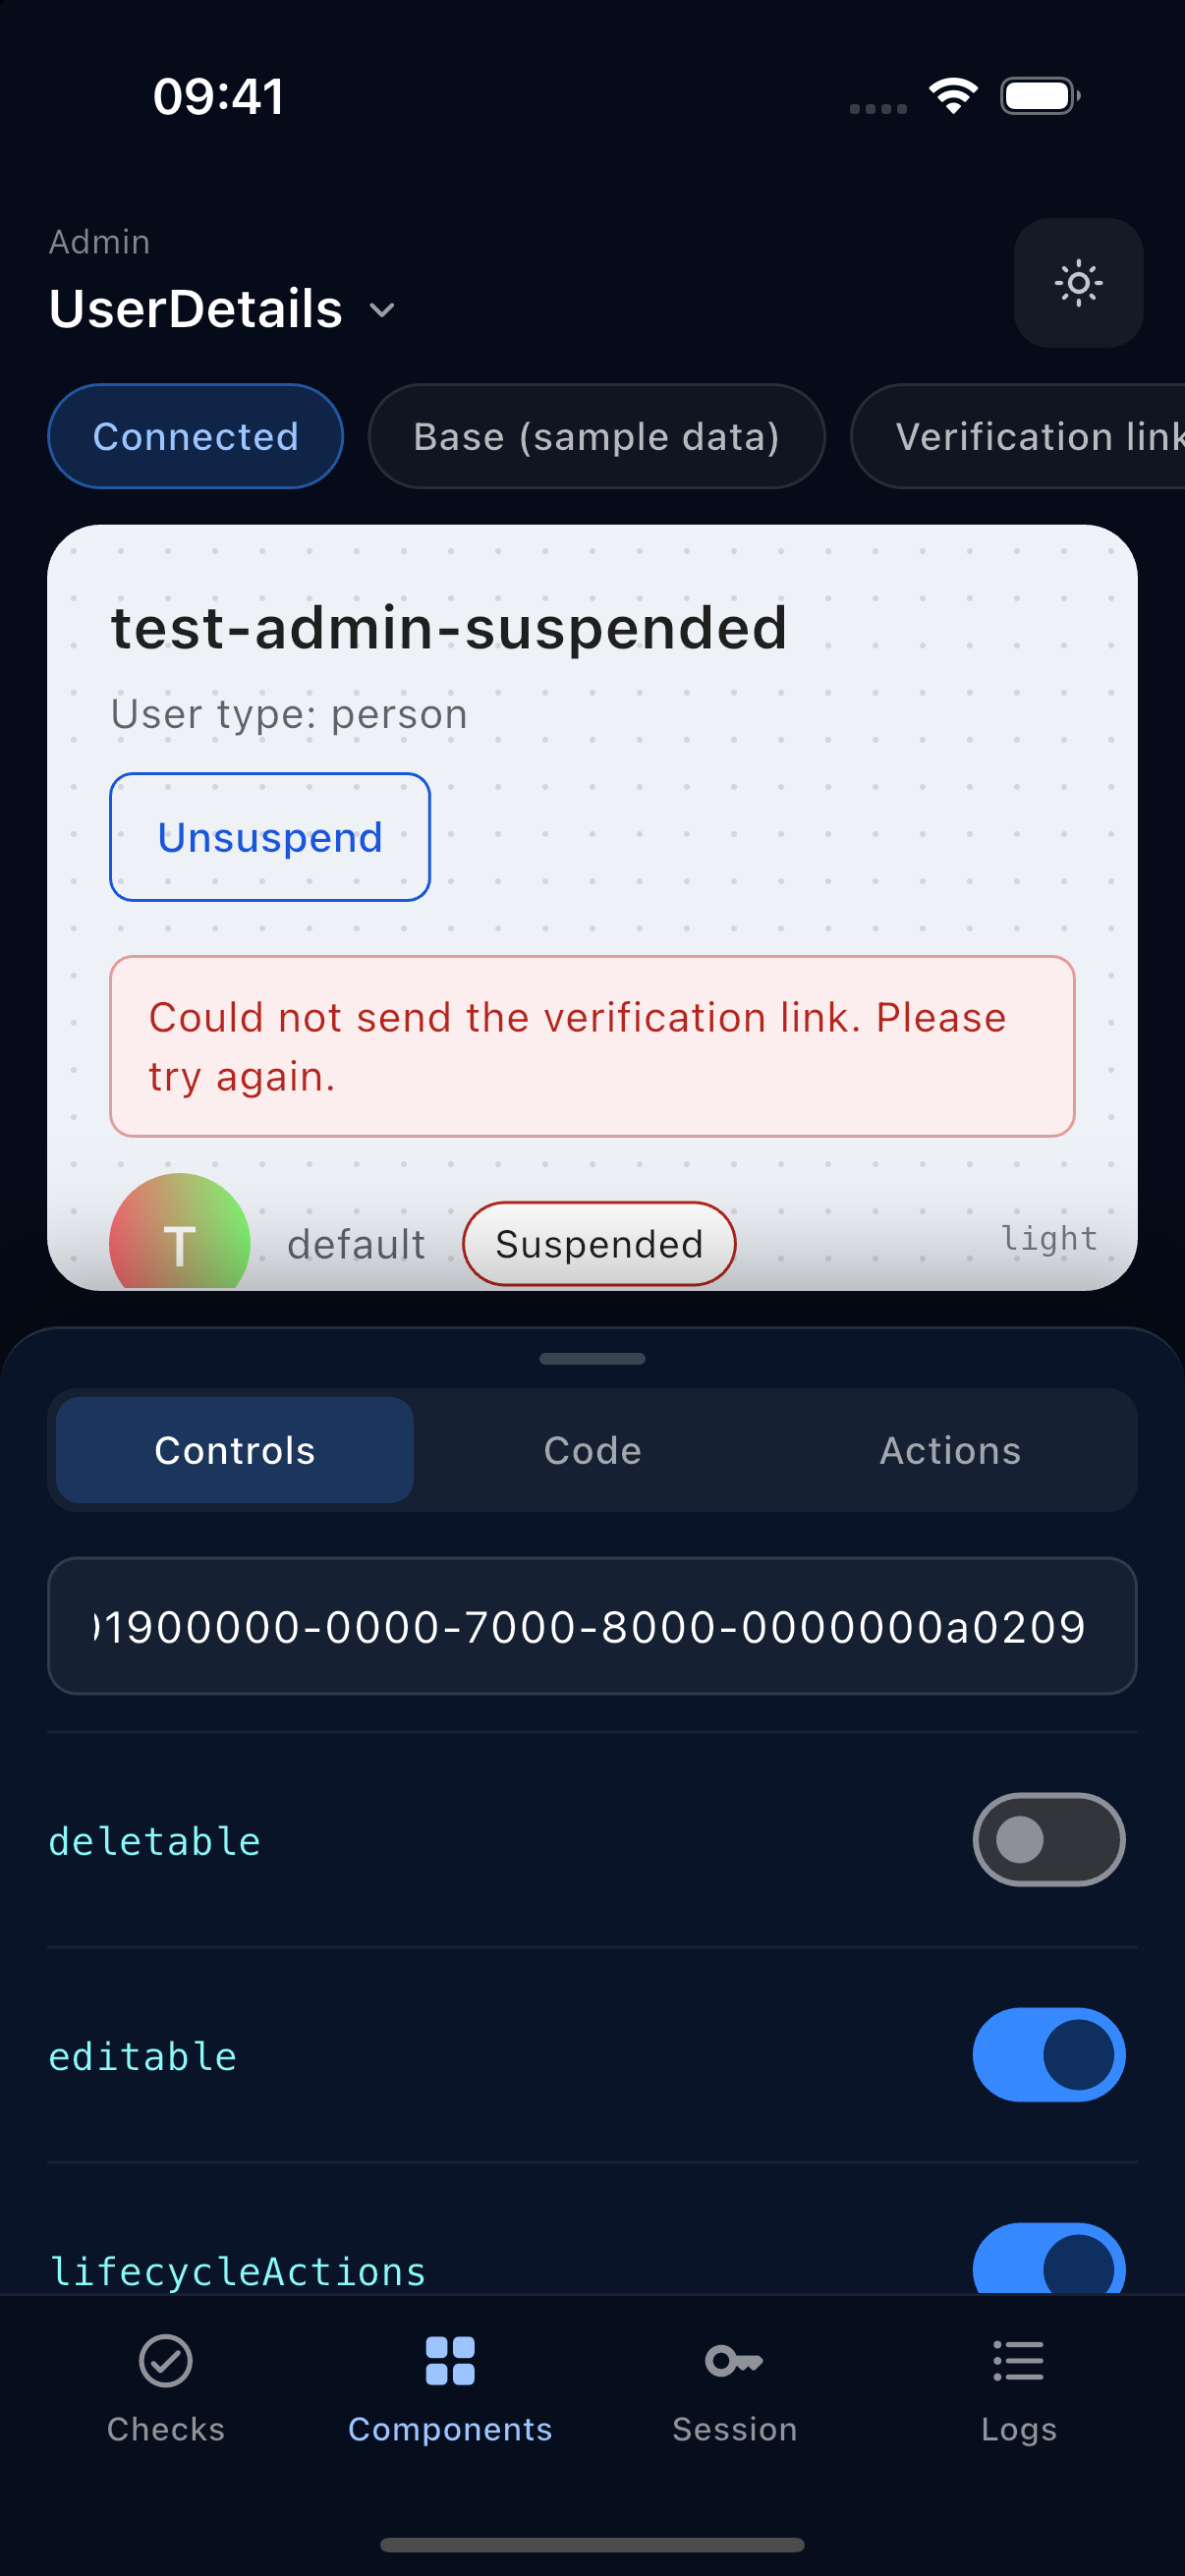 09:41
Admin
UserDetails
Connected
Base (sample data)
Verification link
test-admin-suspended
User type: person
Unsuspend
Could not send the verification link. Please
try again.
T
default
Suspended
light
Controls
Code
Actions
01900000-0000-7000-8000-0000000a0209
deletable
editable
lifecycleActions
Checks
Components
Session
Logs